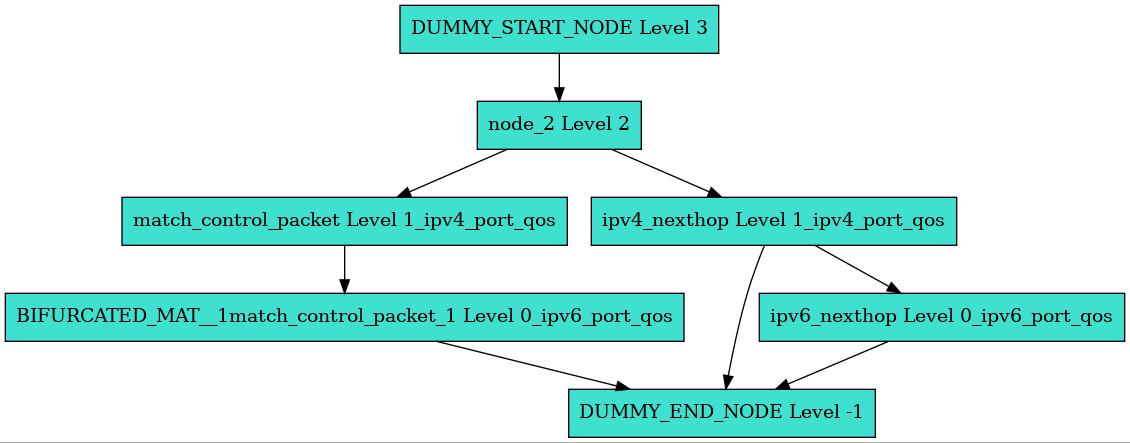 DUMMY_START_NODE Level 3
node_2 Level 2
match_control_packet Level 1_ipv4_port_qos
ipv4_nexthop Level 1_ipv4_port_qos
BIFURCATED_MAT__1match_control_packet_1 Level 0_ipv6_port_qos
ipv6_nexthop Level 0_ipv6_port_qos
DUMMY_END_NODE Level -1